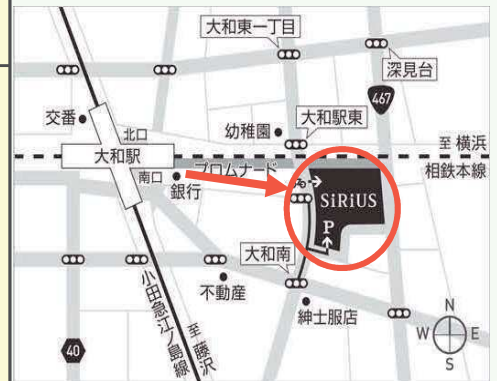 大和東一丁目
深見台
467
交番
北口
幼稚園
大和駅東
至 横浜
大和駅
プロムナード
相鉄本線
南口
銀行
SiRiUS
P
大和南
不動産
小田急江ノ島線
至 藤沢
紳士服店
40
N
W
E
S